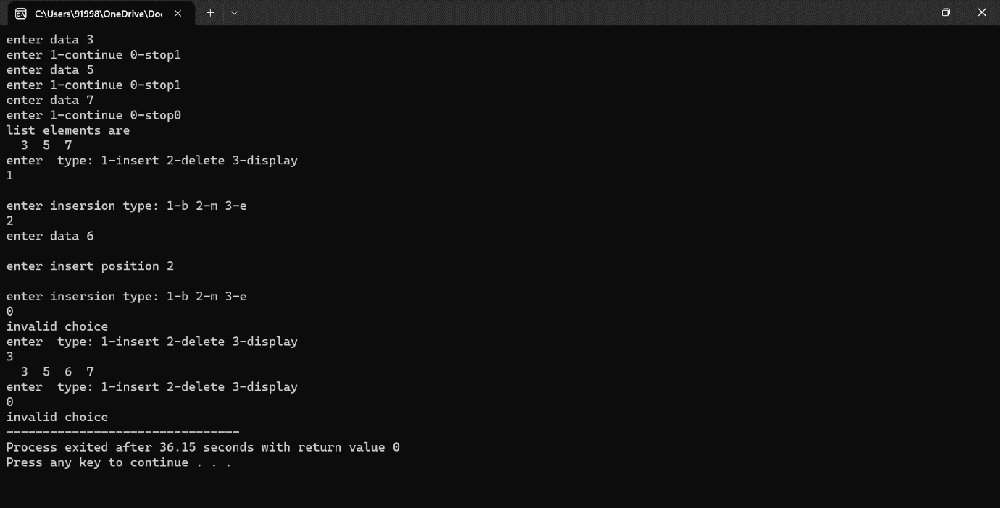 C:\Users\91998\OneDrive\Doc
enter data 3
enter 1-continue 0-stop1
enter data 5
enter 1-continue 0-stop1
enter data 7
enter 1-continue 0-stop0
list elements are
  3  5  7
enter  type: 1-insert 2-delete 3-display
1
enter insersion type: 1-b 2-m 3-e
2
enter data 6
enter insert position 2
enter insersion type: 1-b 2-m 3-e
0
invalid choice
enter  type: 1-insert 2-delete 3-display
3
  3  5  6  7
enter  type: 1-insert 2-delete 3-display
0
invalid choice
--------------------------------
Process exited after 36.15 seconds with return value 0
Press any key to continue . . .